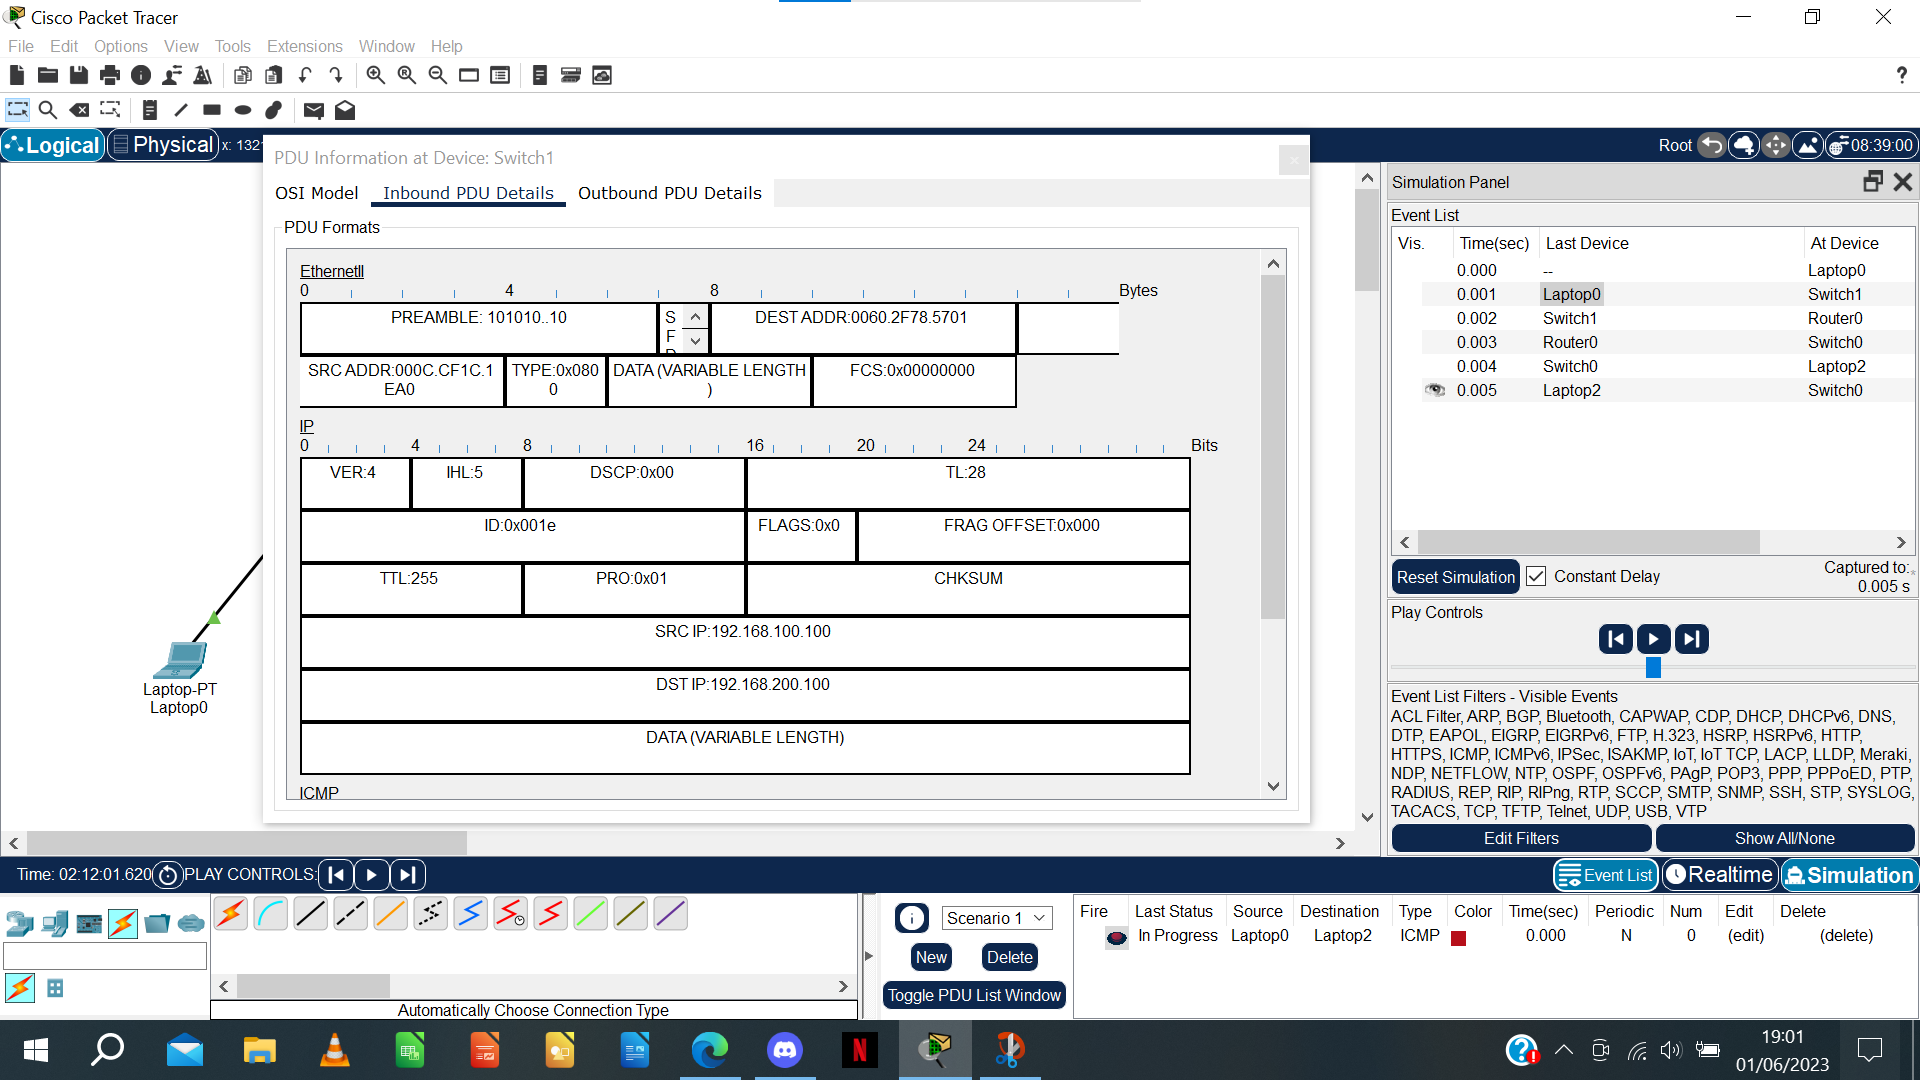 Cisco Packet Tracer
File Edit Options View Tools Extensions Window Help
?
Logical Physical x: 132
Root 08:39:00
PDU Information at Device: Switch1
OSI Model Inbound PDU Details Outbound PDU Details
PDU Formats
EthernetII
0 4 8 Bytes
PREAMBLE: 101010..10 SF DEST ADDR:0060.2F78.5701
SRC ADDR:000C.CF1C.1 TYPE:0x080 DATA (VARIABLE LENGTH FCS:0x00000000
EA0 0 )
IP
0 4 8 16 20 24 Bits
VER:4 IHL:5 DSCP:0x00 TL:28
ID:0x001e FLAGS:0x0 FRAG OFFSET:0x000
TTL:255 PRO:0x01 CHKSUM
SRC IP:192.168.100.100
DST IP:192.168.200.100
DATA (VARIABLE LENGTH)
ICMP
Laptop-PT
Laptop0
Simulation Panel
Event List
Vis. Time(sec) Last Device At Device
0.000 -- Laptop0
0.001 Laptop0 Switch1
0.002 Switch1 Router0
0.003 Router0 Switch0
0.004 Switch0 Laptop2
0.005 Laptop2 Switch0
Reset Simulation Constant Delay Captured to:
0.005 s
Play Controls
Event List Filters - Visible Events
ACL Filter, ARP, BGP, Bluetooth, CAPWAP, CDP, DHCP, DHCPv6, DNS,
DTP, EAPOL, EIGRP, EIGRPv6, FTP, H.323, HSRP, HSRPv6, HTTP,
HTTPS, ICMP, ICMPv6, IPSec, ISAKMP, IoT, IoT TCP, LACP, LLDP, Meraki,
NDP, NETFLOW, NTP, OSPF, OSPFv6, PAgP, POP3, PPP, PPPoED, PTP,
RADIUS, REP, RIP, RIPng, RTP, SCCP, SMTP, SNMP, SSH, STP, SYSLOG,
TACACS, TCP, TFTP, Telnet, UDP, USB, VTP
Edit Filters Show All/None
Time: 02:12:01.620 PLAY CONTROLS:
Event List Realtime Simulation
Scenario 1
New Delete
Toggle PDU List Window
Fire Last Status Source Destination Type Color Time(sec) Periodic Num Edit Delete
In Progress Laptop0 Laptop2 ICMP 0.000 N 0 (edit) (delete)
Automatically Choose Connection Type
19:01
01/06/2023